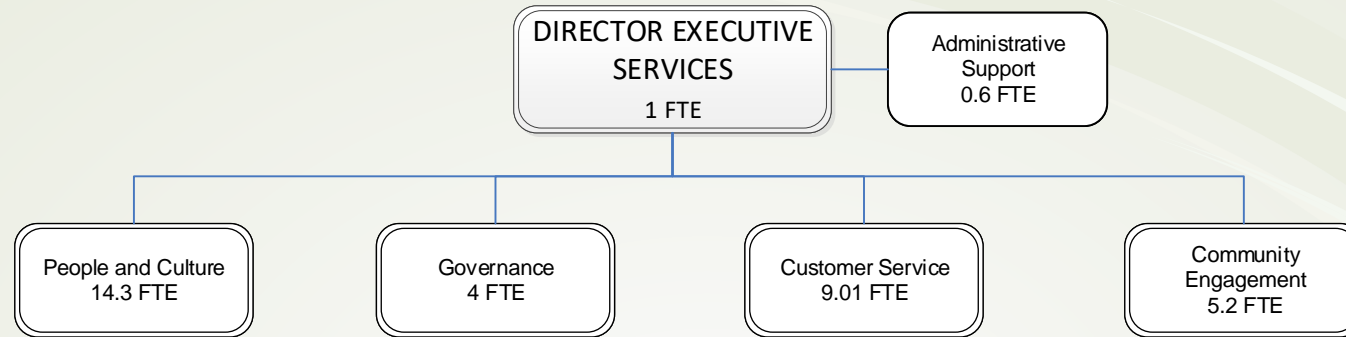 DIRECTOR EXECUTIVE
SERVICES
1 FTE
Administrative
Support
0.6 FTE
People and Culture
14.3 FTE
Governance
4 FTE
Customer Service
9.01 FTE
Community
Engagement
5.2 FTE